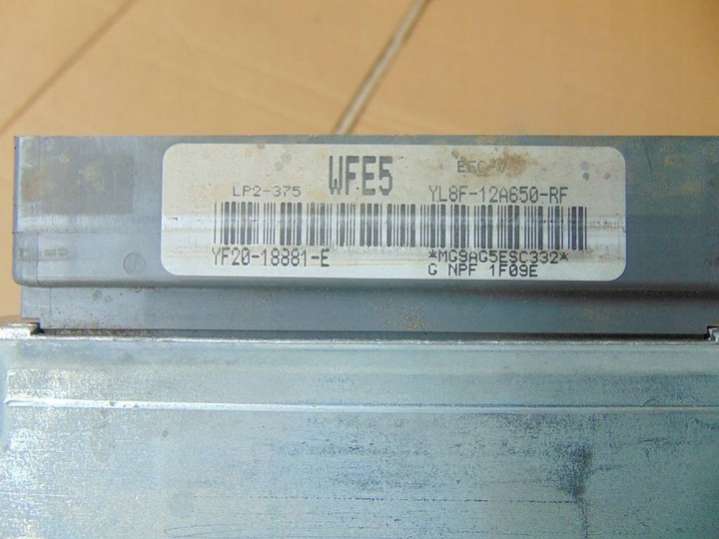 WFE5
LP2-375
YL8F-12A650-RF
YF20-18881-E
*MG9AG5ESC332*
G NPF 1F09E